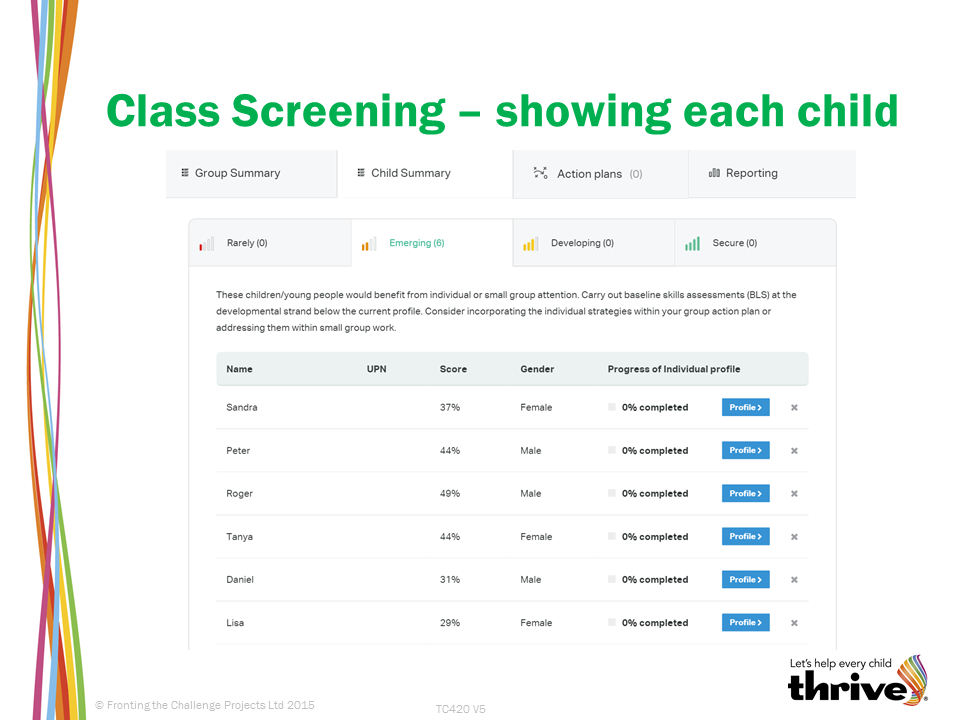 Class Screening – showing each child
Group Summary Child Summary Action plans (0) Reporting
Rarely (0) Emerging (6) Developing (0) Secure (0)
These children/young people would benefit from individual or small group attention. Carry out baseline skills assessments (BLS) at the
developmental strand below the current profile. Consider incorporating the individual strategies within your group action plan or
addressing them within small group work.
Name UPN Score Gender Progress of Individual profile
Sandra 37% Female 0% completed Profile >
Peter 44% Male 0% completed Profile >
Roger 49% Male 0% completed Profile >
Tanya 44% Female 0% completed Profile >
Daniel 31% Male 0% completed Profile >
Lisa 29% Female 0% completed Profile >
Let's help every child
thrive®
© Fronting the Challenge Projects Ltd 2015
TC420 V5